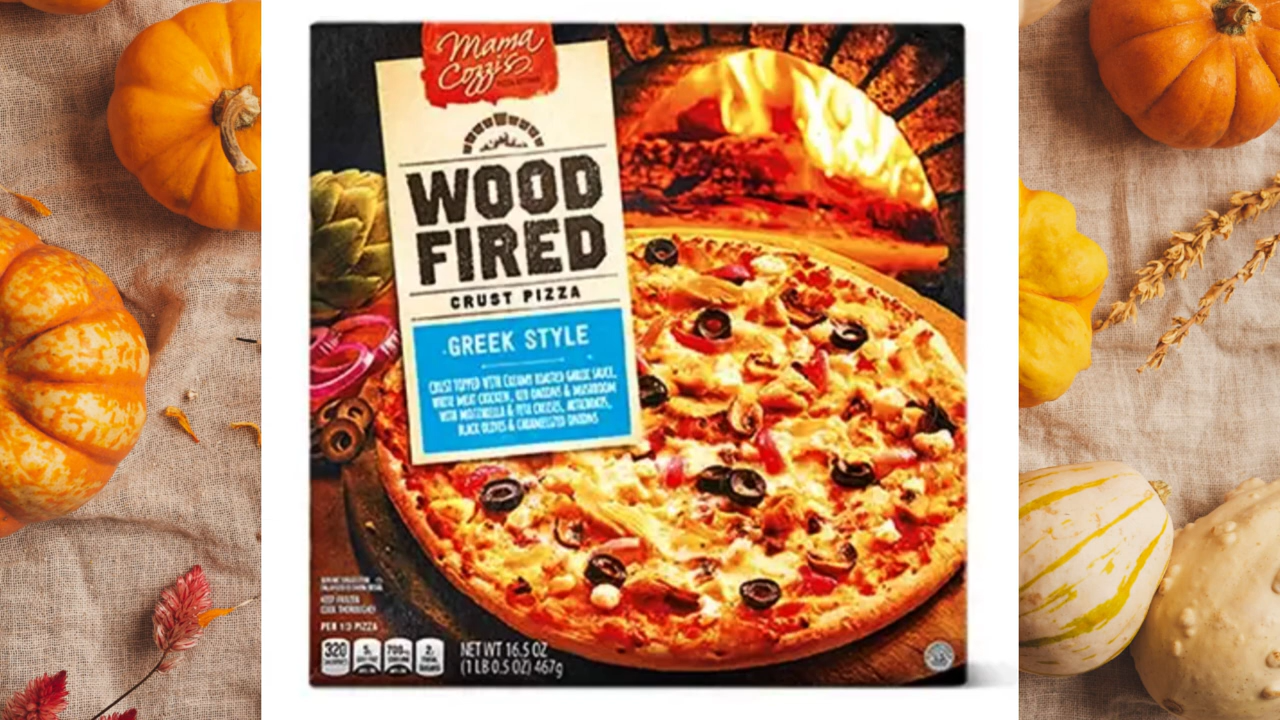 Mama
Cozzi's
WOOD
FIRED
CRUST PIZZA
GREEK STYLE
CRUST TOPPED WITH CREAMY ROASTED GARLIC SAUCE,
WHITE MEAT CHICKEN, RED ONIONS & MUSHROOM
WITH MOZZARELLA & FETA CHEESES, ARTICHOKES,
BLACK OLIVES & CARAMELIZED ONIONS
KEEP FROZEN
COOK THOROUGHLY
PER 1/3 PIZZA
320
NET WT 16.5 OZ
(1 LB 0.5 OZ) 467g